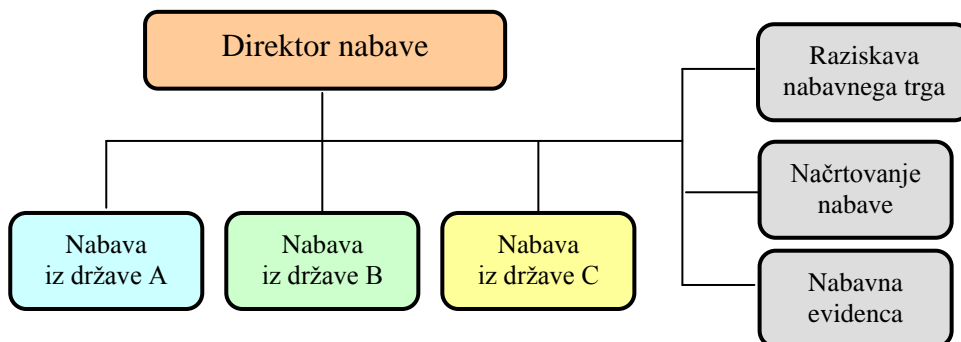 Direktor nabave
Raziskava
nabavnega trga
Načrtovanje
nabave
Nabava
iz države A
Nabava
iz države B
Nabava
iz države C
Nabavna
evidenca